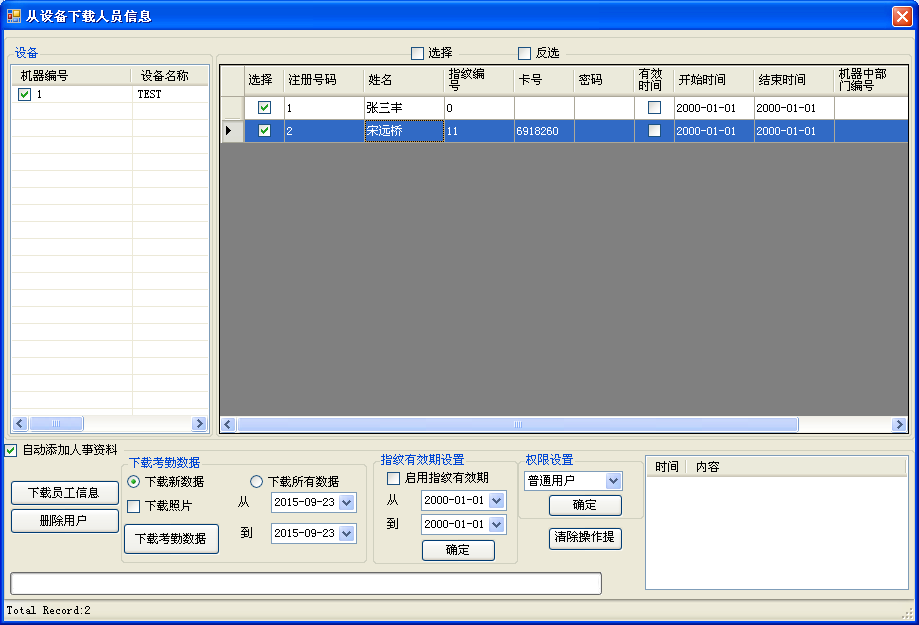 从设备下载人员信息
设备
选择
反选
机器编号 设备名称
1 TEST
选择 注册号码 姓名 指纹编号 卡号 密码 有效时间 开始时间 结束时间 机器中部门编号
1 张三丰 0 2000-01-01 2000-01-01
2 宋远桥 11 6918260 2000-01-01 2000-01-01
自动添加人事资料
下载员工信息
删除用户
下载考勤数据
下载新数据
下载所有数据
下载照片
从 2015-09-23
到 2015-09-23
下载考勤数据
指纹有效期设置
启用指纹有效期
从 2000-01-01
到 2000-01-01
确定
权限设置
普通用户
确定
清除操作提
时间 内容
Total Record:2